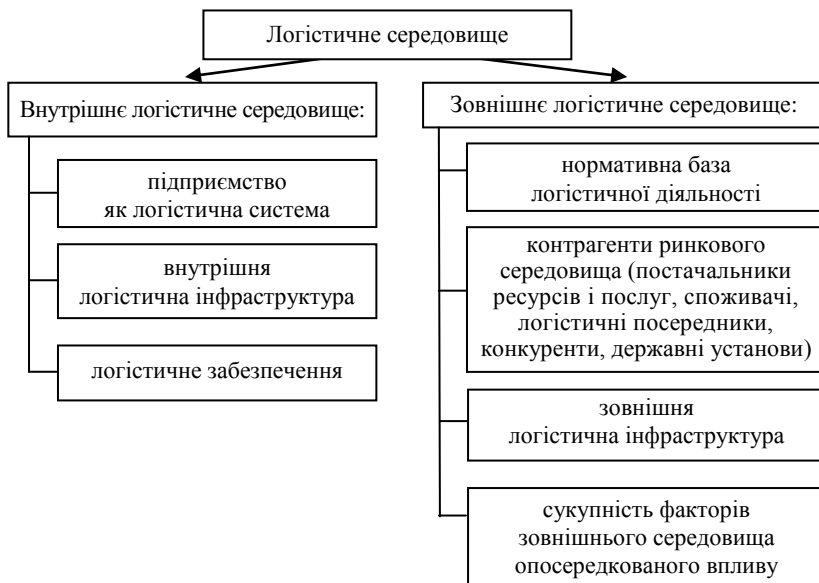 Логістичне середовище
Внутрішнє логістичне середовище:
підприємство
як логістична система
внутрішня
логістична інфраструктура
логістичне забезпечення
Зовнішнє логістичне середовище:
нормативна база
логістичної діяльності
контрагенти ринкового
середовища (постачальники
ресурсів і послуг, споживачі,
логістичні посередники,
конкуренти, державні установи)
зовнішня
логістична інфраструктура
сукупність факторів
зовнішнього середовища
опосередкованого впливу